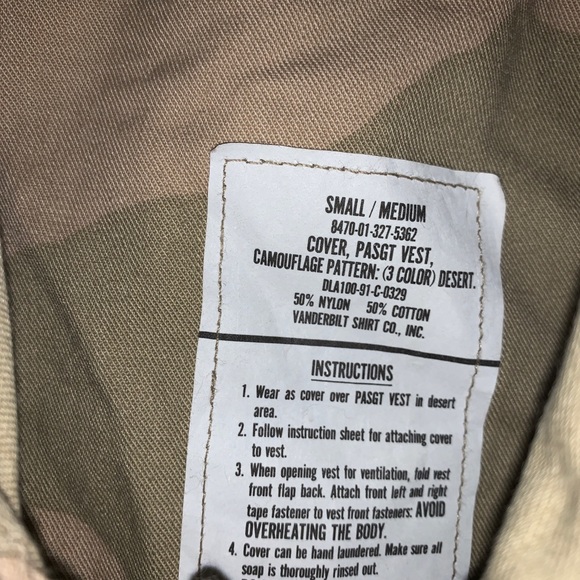 SMALL / MEDIUM
8470-01-327-5362
COVER, PASGT VEST,
CAMOUFLAGE PATTERN: (3 COLOR) DESERT.
DLA100-91-C-0329
50% NYLON 50% COTTON
VANDERBILT SHIRT CO., INC.
INSTRUCTIONS
1. Wear as cover over PASGT VEST in desert
area.
2. Follow instruction sheet for attaching cover
to vest.
3. When opening vest for ventilation, fold vest
front flap back. Attach front left and right
tape fastener to vest front fasteners: AVOID
OVERHEATING THE BODY.
4. Cover can be hand laundered. Make sure all
soap is thoroughly rinsed out.